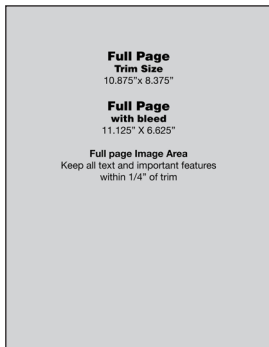 Full Page
Trim Size
10.875”x 8.375”
Full Page
with bleed
11.125” X 6.625”
Full page Image Area
Keep all text and important features
within 1/4” of trim